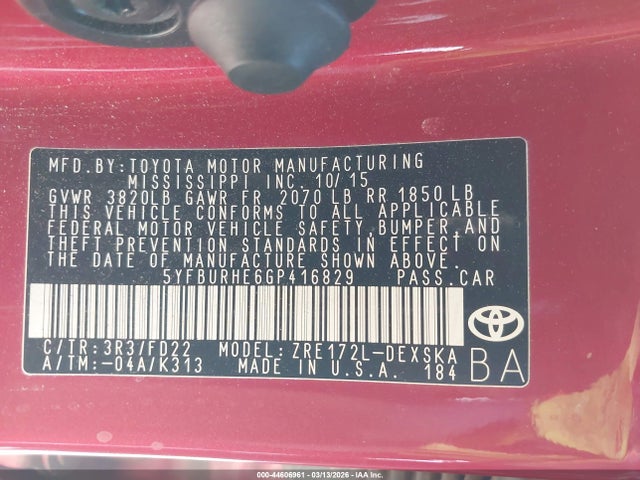 MFD. BY: TOYOTA MOTOR MANUFACTURING
MISSISSIPPI INC. 10/15
GVWR 3820LB GAWR FR 2070 LB RR 1850 LB
THIS VEHICLE CONFORMS TO ALL APPLICABLE
FEDERAL MOTOR VEHICLE SAFETY, BUMPER, AND
THEFT PREVENTION STANDARDS IN EFFECT ON
THE DATE OF MANUFACTURE SHOWN ABOVE.
5YFBURHE6GP416829 PASS. CAR
C/TR: 3R3/FD22 MODEL: ZRE172L-DEXSKA
A/TM: -04A/K313 MADE IN U.S.A. 184
BA
000-44606961 - 03/13/2026 - IAA Inc.